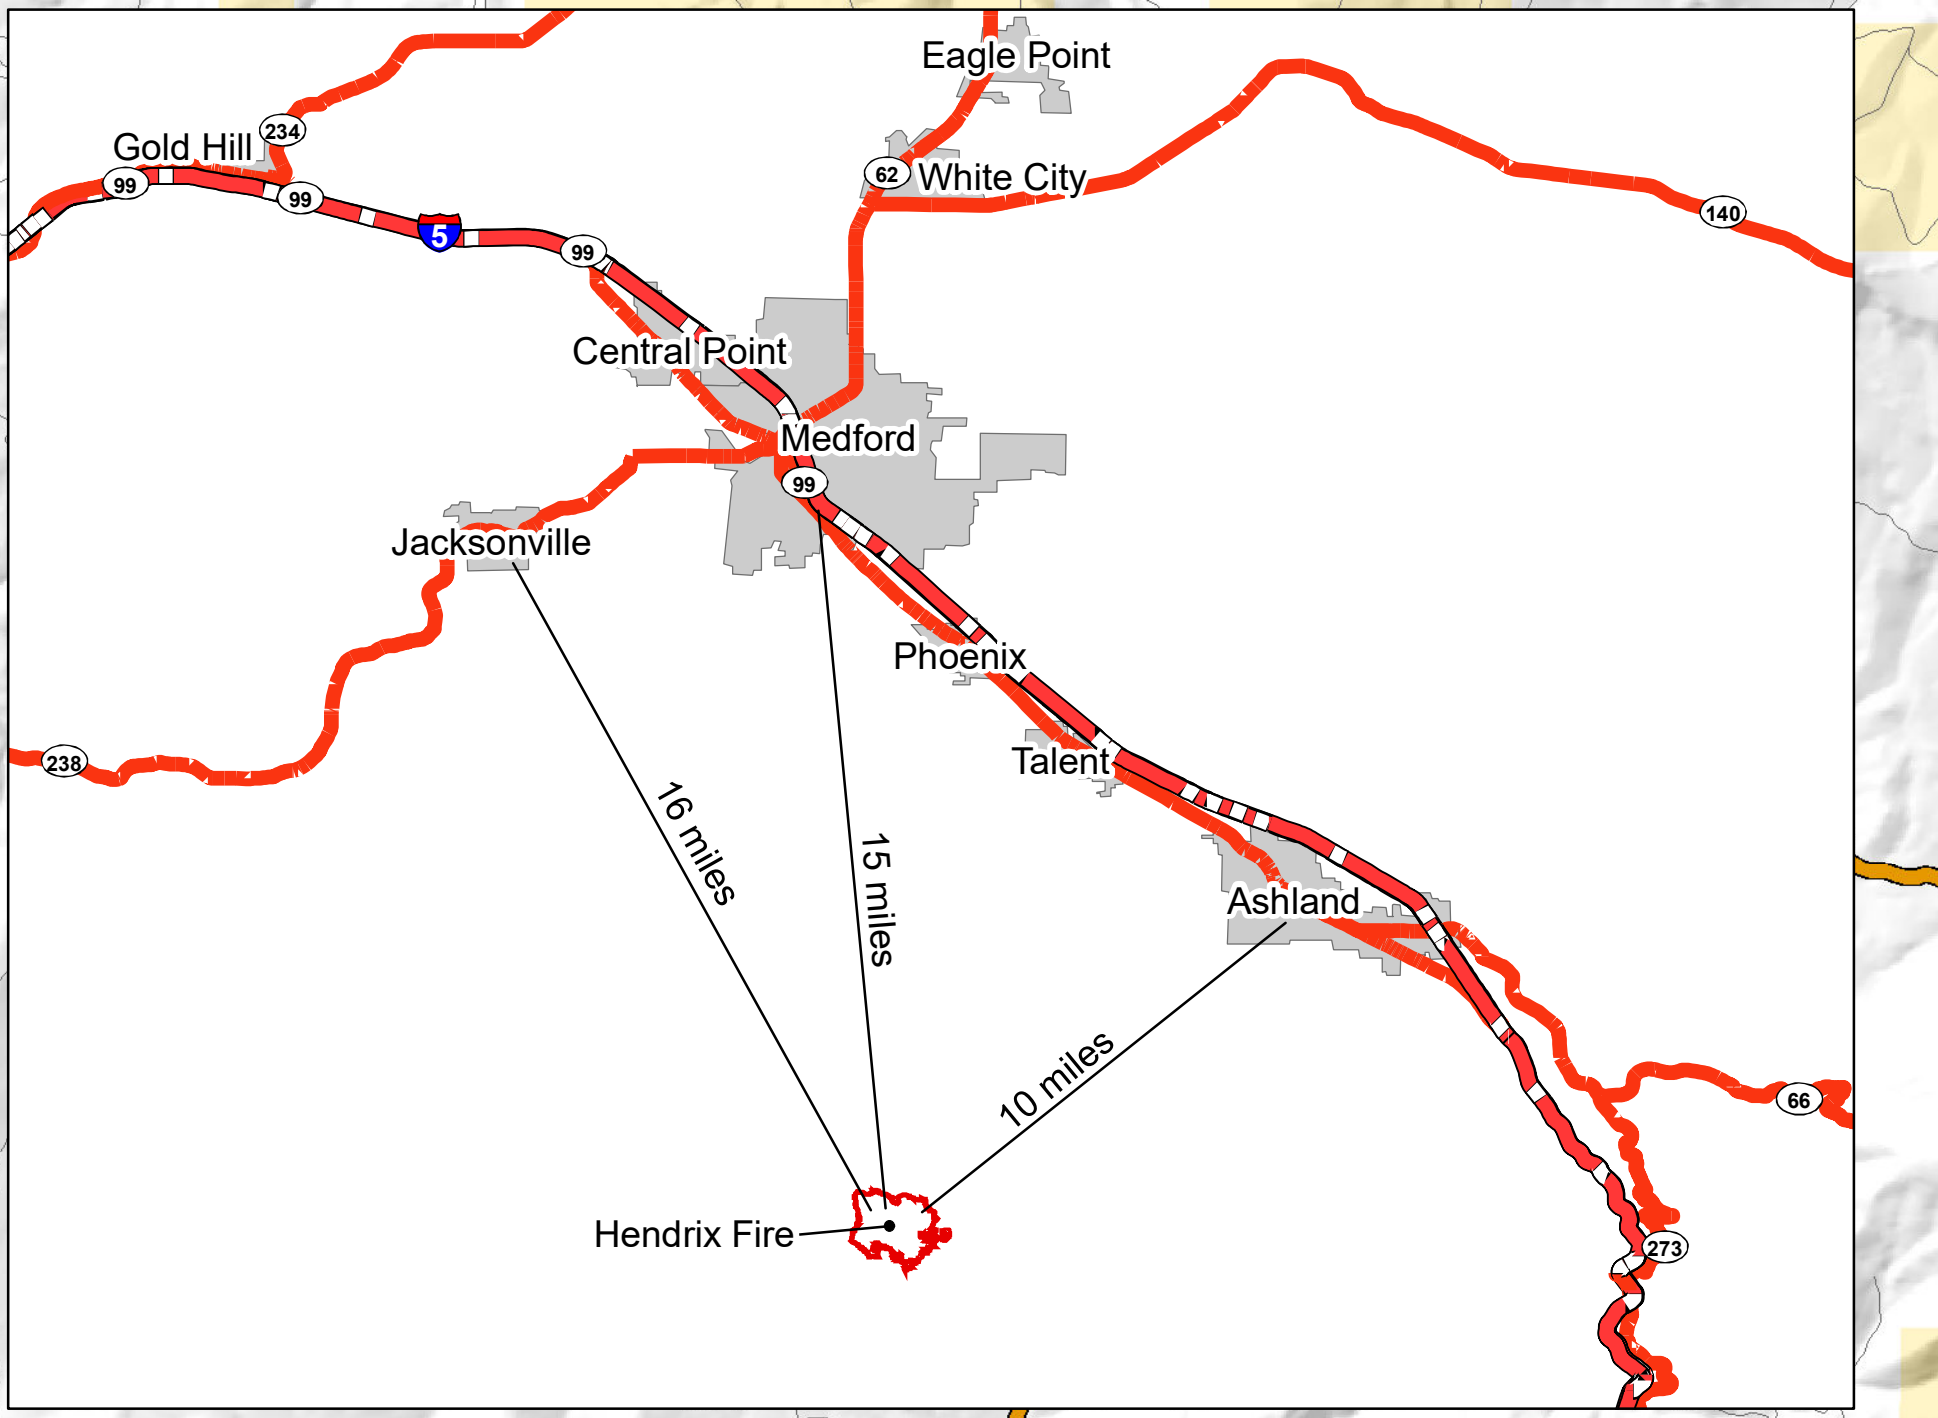 Eagle Point
234
Gold Hill
62
White City
99
99
140
5
99
Central Point
Medford
99
Jacksonville
Phoenix
238
Talent
16 miles
15 miles
Ashland
10 miles
66
Hendrix Fire
273